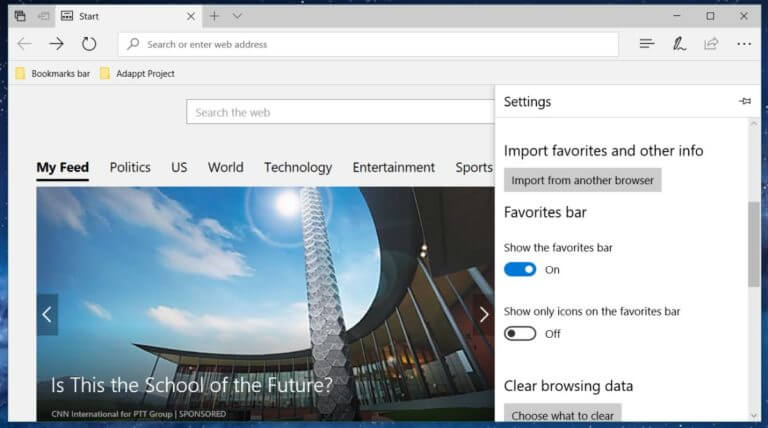 Start
Search or enter web address
Bookmarks bar
Adappt Project
Search the web
My Feed Politics US World Technology Entertainment Sports
Is This the School of the Future?
CNN International for PTT Group | SPONSORED
Settings
Import favorites and other info
Import from another browser
Favorites bar
Show the favorites bar
On
Show only icons on the favorites bar
Off
Clear browsing data
Choose what to clear